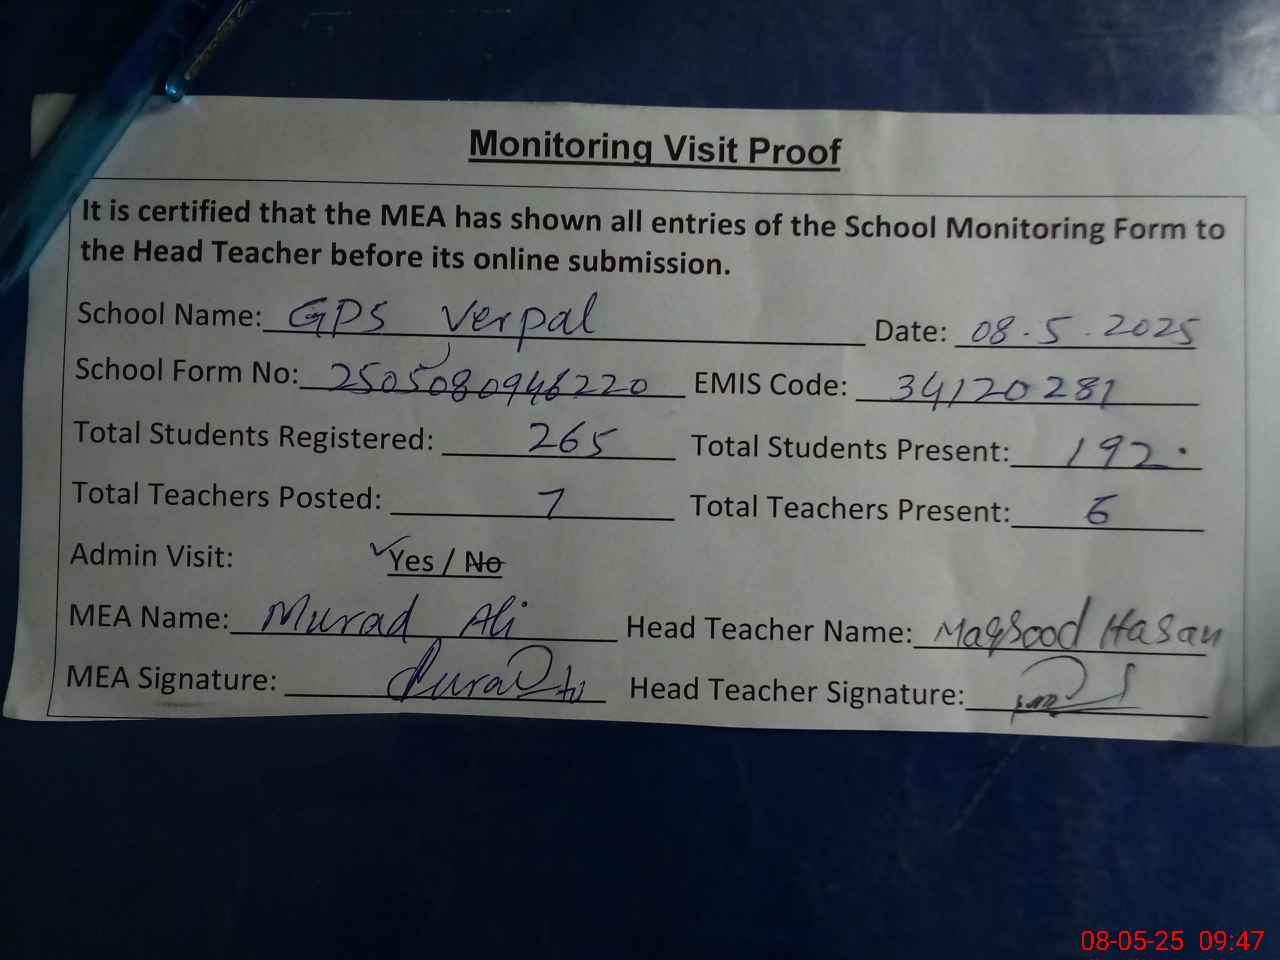 Monitoring Visit Proof
It is certified that the MEA has shown all entries of the School Monitoring Form to
the Head Teacher before its online submission.
School Name: GPS Verpal Date: 08.5.2025
School Form No: 2505080946220 EMIS Code: 34120281
Total Students Registered: 265 Total Students Present: 192.
Total Teachers Posted: 7 Total Teachers Present: 6
Admin Visit: ✓Yes / No
MEA Name: Murad Ali Head Teacher Name: Maqsood Hasan
MEA Signature: Head Teacher Signature:
08-05-25 09:47